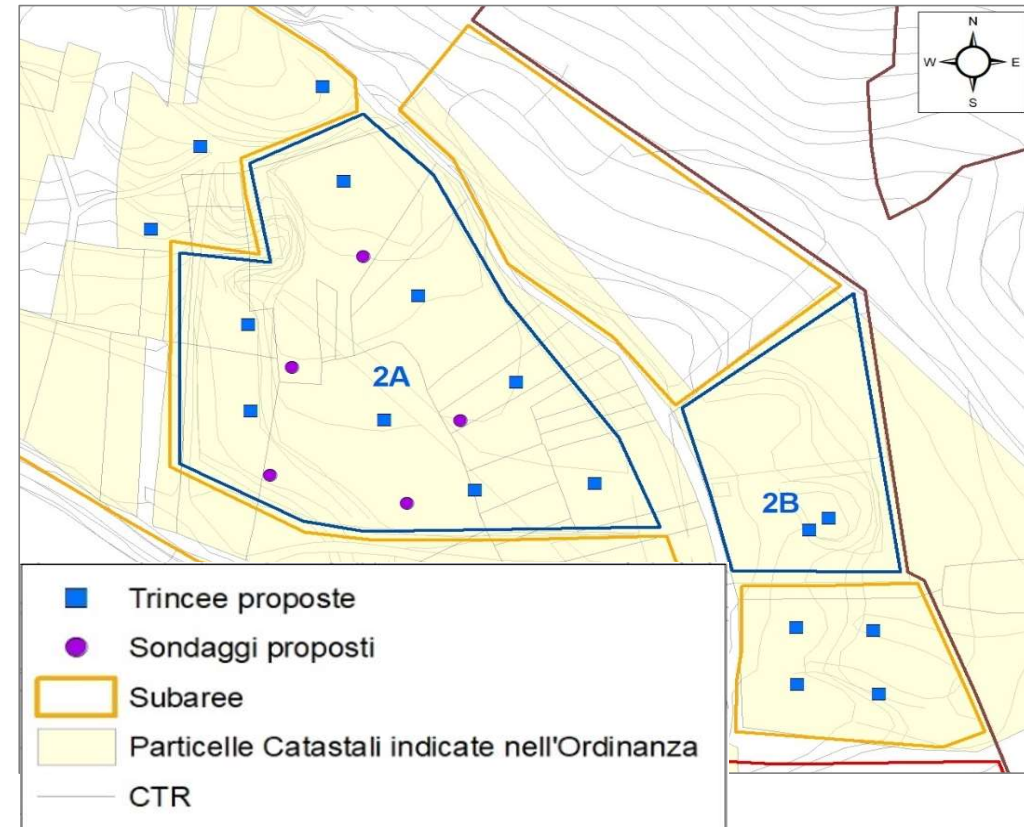 N
W E
S
2A
2B
Trincee proposte
Sondaggi proposti
Subaree
Particelle Catastali indicate nell'Ordinanza
CTR